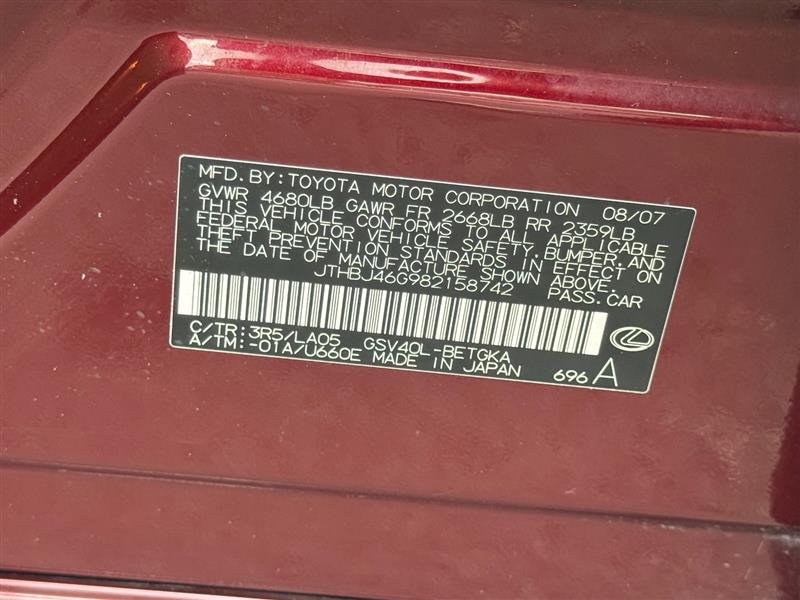 MFD. BY: TOYOTA MOTOR CORPORATION 08/07
GVWR 4680LB GAWR FR 2668LB RR 2359LB
THIS VEHICLE CONFORMS TO ALL APPLICABLE
FEDERAL MOTOR VEHICLE SAFETY, BUMPER, AND
THEFT PREVENTION STANDARDS IN EFFECT ON
THE DATE OF MANUFACTURE SHOWN ABOVE.
JTHBJ46G982158742 PASS. CAR
C/TR: 3R5/LA05 GSV40L-BETGKA
A/TM: -01A/U660E MADE IN JAPAN
696 A